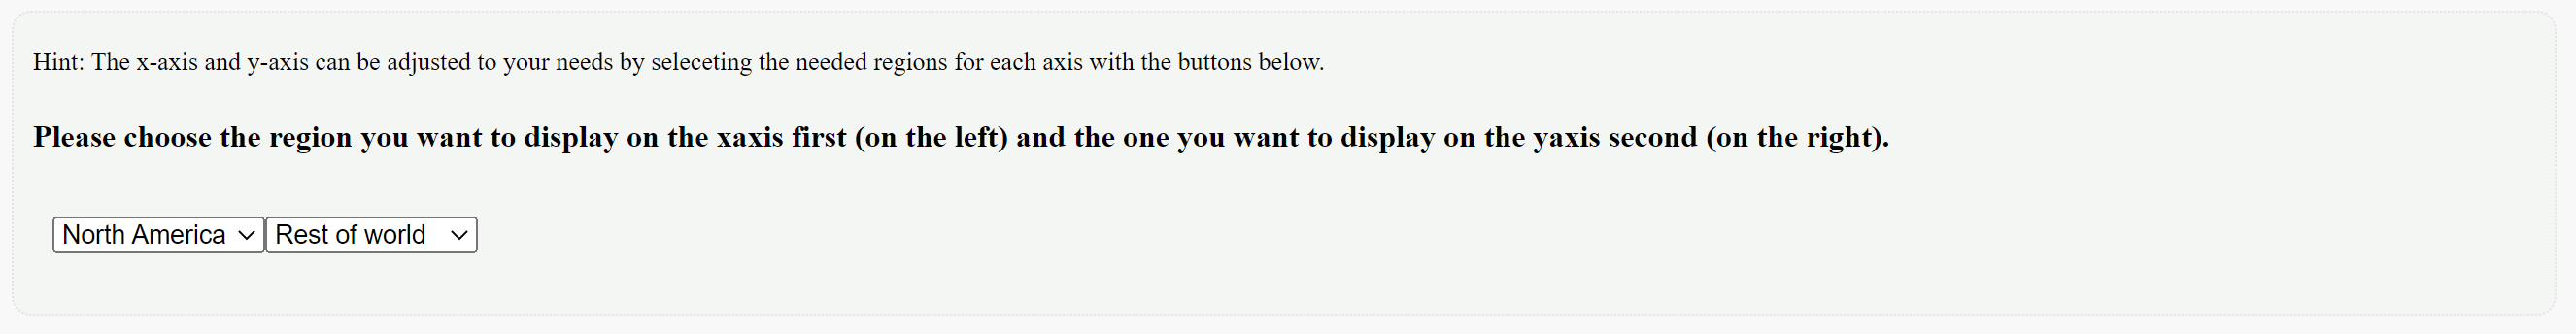 Hint: The x-axis and y-axis can be adjusted to your needs by seleceting the needed regions for each axis with the buttons below.
Please choose the region you want to display on the xaxis first (on the left) and the one you want to display on the yaxis second (on the right).
North America Rest of world